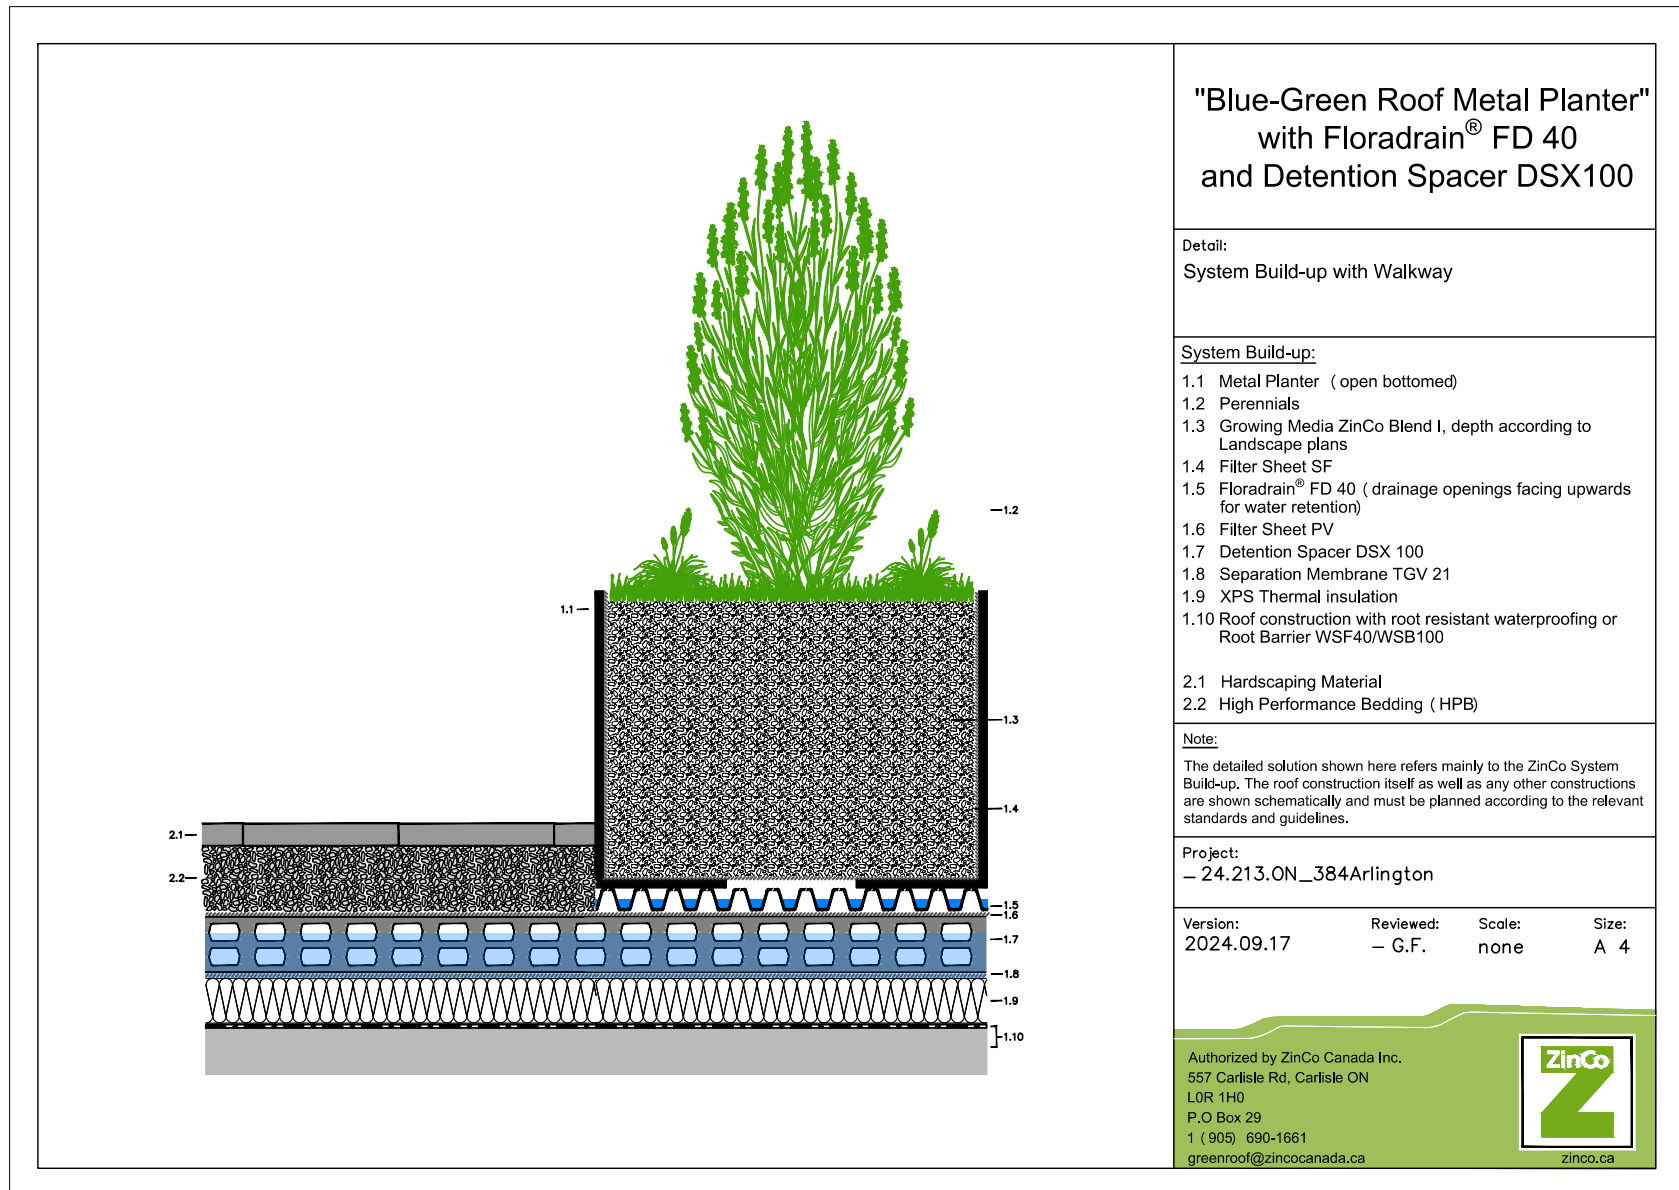 "Blue-Green Roof Metal Planter"
with Floradrain® FD 40
and Detention Spacer DSX100
Detail:
System Build-up with Walkway
System Build-up:
1.1 Metal Planter ( open bottomed)
1.2 Perennials
1.3 Growing Media ZinCo Blend I, depth according to
Landscape plans
1.4 Filter Sheet SF
1.5 Floradrain® FD 40 ( drainage openings facing upwards
for water retention)
1.6 Filter Sheet PV
1.7 Detention Spacer DSX 100
1.8 Separation Membrane TGV 21
1.9 XPS Thermal insulation
1.10 Roof construction with root resistant waterproofing or
Root Barrier WSF40/WSB100
2.1 Hardscaping Material
2.2 High Performance Bedding ( HPB)
Note:
The detailed solution shown here refers mainly to the ZinCo System
Build-up. The roof construction itself as well as any other constructions
are shown schematically and must be planned according to the relevant
standards and guidelines.
Project:
– 24.213.ON_384Arlington
Version: Reviewed: Scale: Size:
2024.09.17 – G.F. none A 4
Authorized by ZinCo Canada Inc.
557 Carlisle Rd, Carlisle ON
L0R 1H0
P.O Box 29
1 ( 905) 690-1661
greenroof@zincocanada.ca
ZinCo
Z
zinco.ca
1.2
1.1
1.3
1.4
2.1
2.2
1.5
1.6
1.7
1.8
1.9
1.10